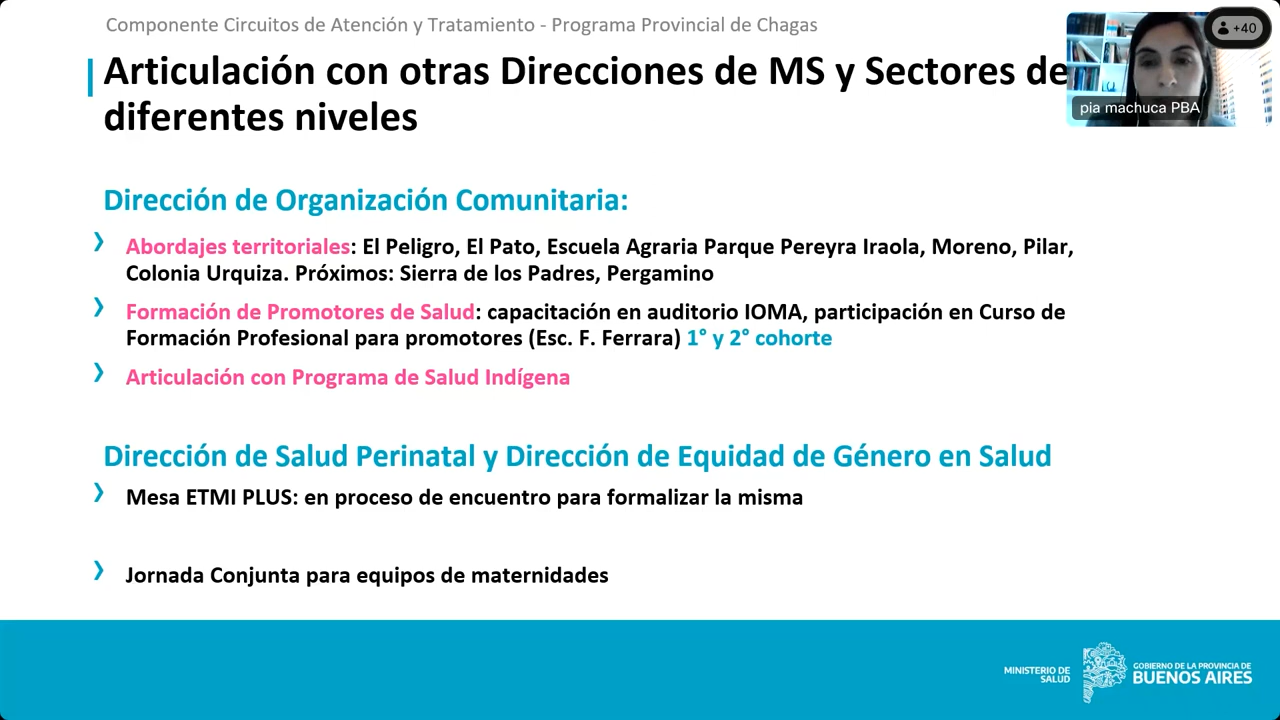 Componente Circuitos de Atención y Tratamiento - Programa Provincial de Chagas
Articulación con otras Direcciones de MS y Sectores de
diferentes niveles
+40
pia machuca PBA
Dirección de Organización Comunitaria:
Abordajes territoriales: El Peligro, El Pato, Escuela Agraria Parque Pereyra Iraola, Moreno, Pilar,
Colonia Urquiza. Próximos: Sierra de los Padres, Pergamino
Formación de Promotores de Salud: capacitación en auditorio IOMA, participación en Curso de
Formación Profesional para promotores (Esc. F. Ferrara) 1° y 2° cohorte
Articulación con Programa de Salud Indígena
Dirección de Salud Perinatal y Dirección de Equidad de Género en Salud
Mesa ETMI PLUS: en proceso de encuentro para formalizar la misma
Jornada Conjunta para equipos de maternidades
MINISTERIO DE
SALUD
GOBIERNO DE LA PROVINCIA DE
BUENOS AIRES